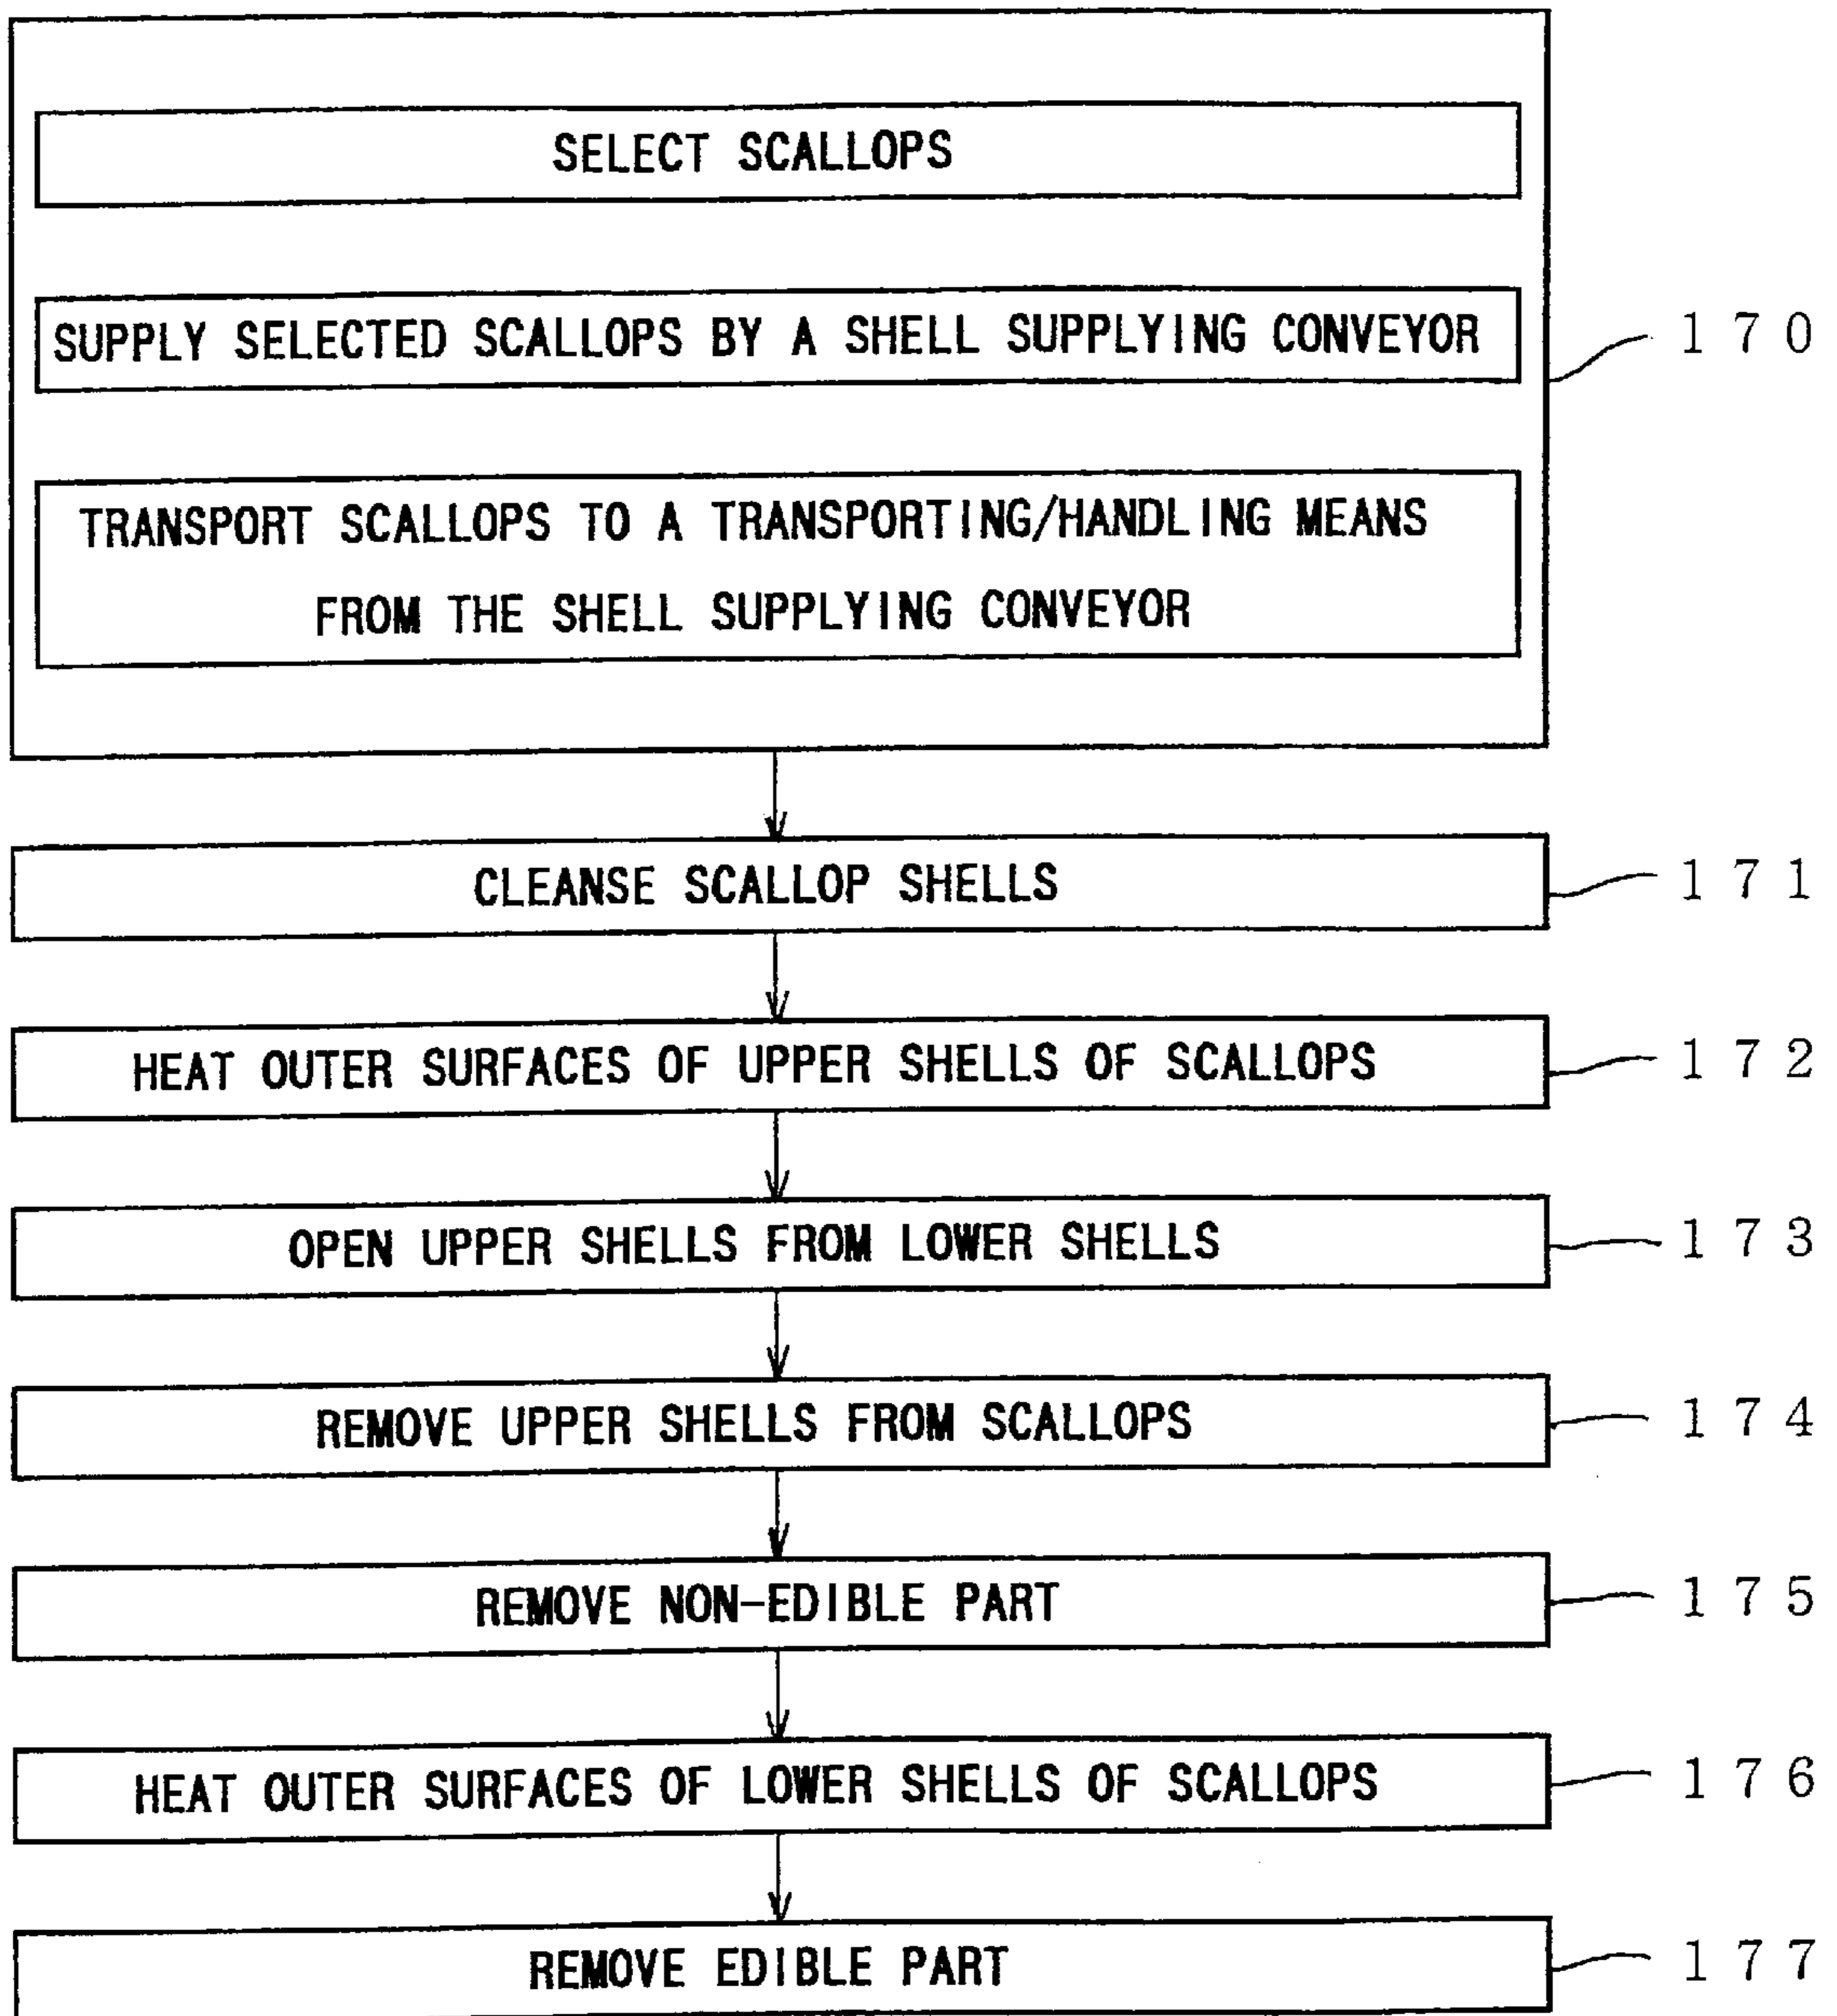 SELECT SCALLOPS
SUPPLY SELECTED SCALLOPS BY A SHELL SUPPLYING CONVEYOR
170
TRANSPORT SCALLOPS TO A TRANSPORTING/HANDLING MEANS
FROM THE SHELL SUPPLYING CONVEYOR
CLEANSE SCALLOP SHELLS
171
HEAT OUTER SURFACES OF UPPER SHELLS OF SCALLOPS
172
OPEN UPPER SHELLS FROM LOWER SHELLS
173
REMOVE UPPER SHELLS FROM SCALLOPS
174
REMOVE NON-EDIBLE PART
175
HEAT OUTER SURFACES OF LOWER SHELLS OF SCALLOPS
176
REMOVE EDIBLE PART
177